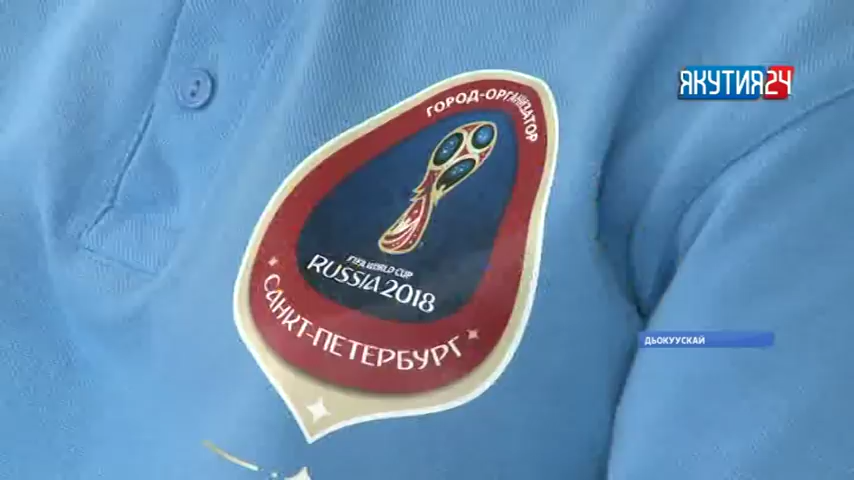 ЯКУТИЯ24
ГОРОД-ОРГАНИЗАТОР
FIFA WORLD CUP
RUSSIA 2018
САНКТ-ПЕТЕРБУРГ
ДЬОКУУСКАЙ